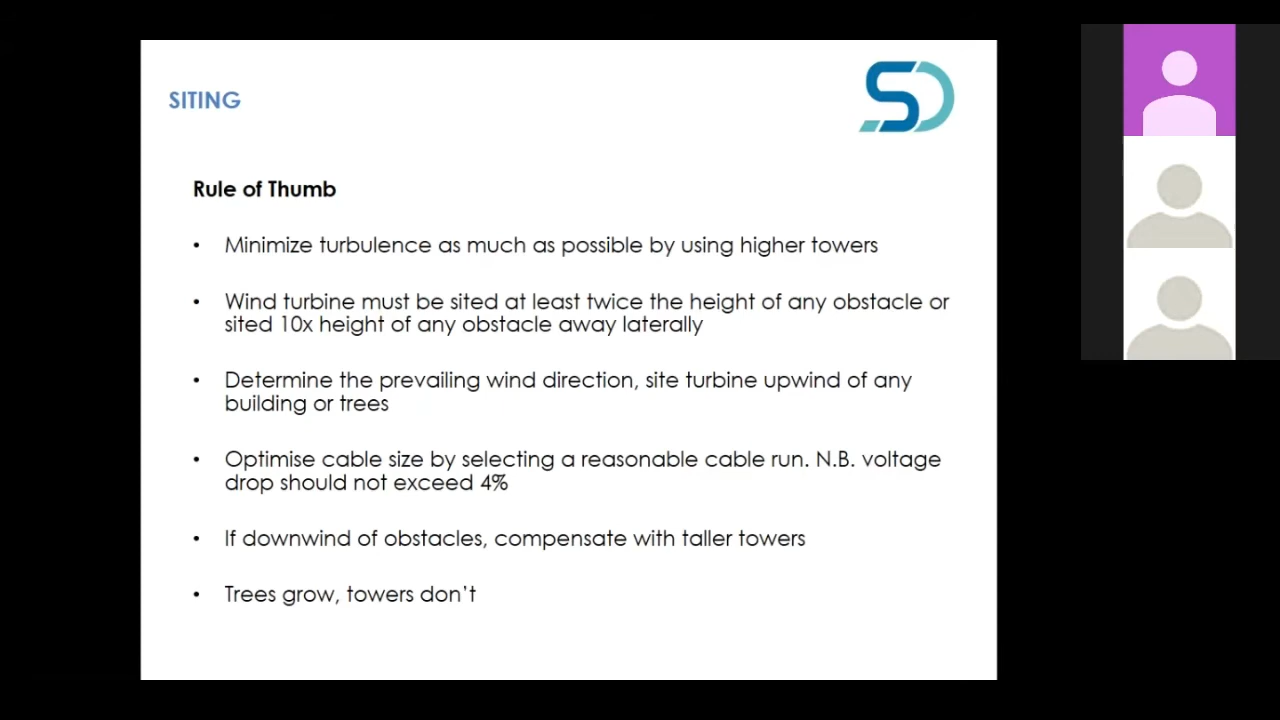 SITING
SD
Rule of Thumb
• Minimize turbulence as much as possible by using higher towers
• Wind turbine must be sited at least twice the height of any obstacle or
sited 10x height of any obstacle away laterally
• Determine the prevailing wind direction, site turbine upwind of any
building or trees
• Optimise cable size by selecting a reasonable cable run. N.B. voltage
drop should not exceed 4%
• If downwind of obstacles, compensate with taller towers
• Trees grow, towers don't